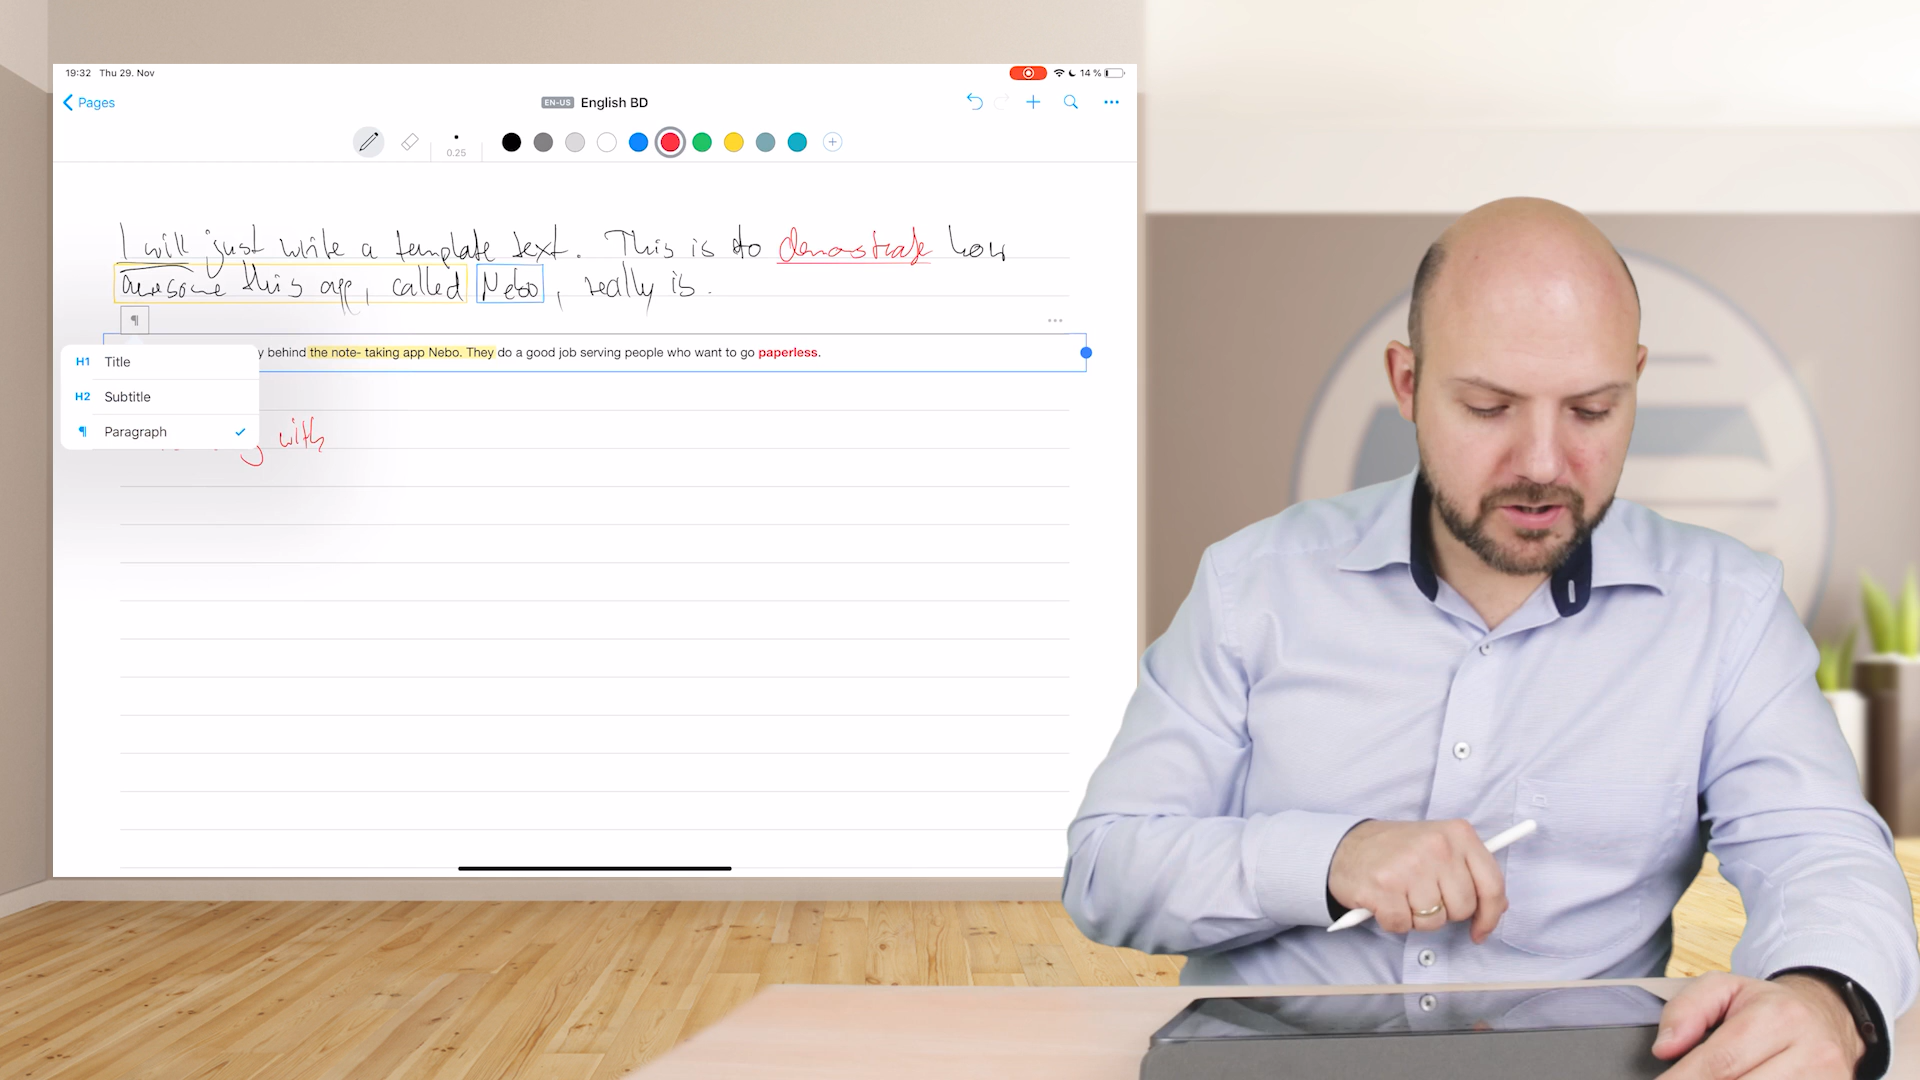 19:32 Thu 29. Nov
14 %
Pages
EN-US English BD
0.25
I will just write a template text. This is to demostrate how
awesome this app, called Nebo, really is.
¶
y behind the note- taking app Nebo. They do a good job serving people who want to go paperless.
H1 Title
H2 Subtitle
¶ Paragraph
with